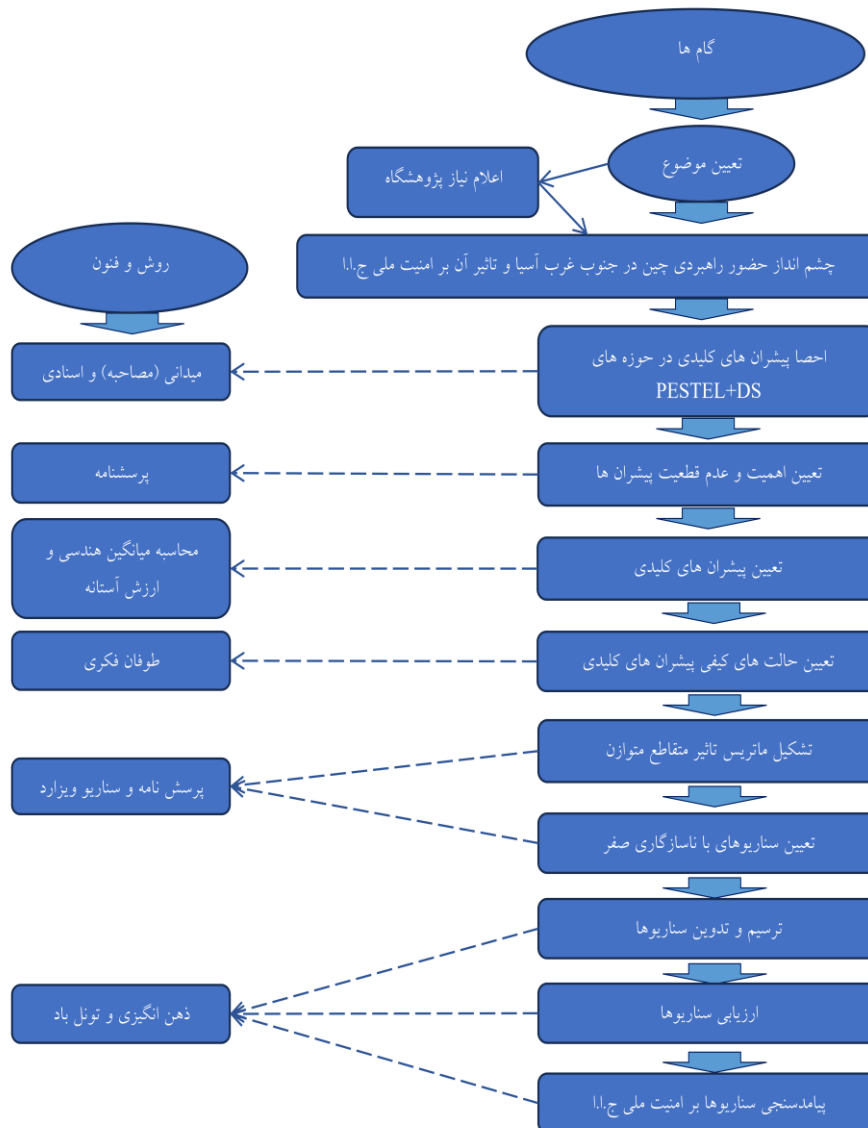 گام ها
تعیین موضوع
اعلام نیاز پژوهشگاه
چشم انداز حضور راهبردی چین در جنوب غرب آسیا و تاثیر آن بر امنیت ملی ج.ا.ا
روش و فنون
احصا پیشران های کلیدی در حوزه های
PESTEL+DS
میدانی (مصاحبه) و اسنادی
تعیین اهمیت و عدم قطعیت پیشران ها
پرسشنامه
تعیین پیشران های کلیدی
محاسبه میانگین هندسی و
ارزش آستانه
تعیین حالت های کیفی پیشران های کلیدی
طوفان فکری
تشکیل ماتریس تاثیر متقاطع متوازن
پرسش نامه و سناریو ویزارد
تعیین سناریوهای با ناسازگاری صفر
ترسیم و تدوین سناریوها
ارزیابی سناریوها
ذهن انگیزی و تونل باد
پیامدسنجی سناریوها بر امنیت ملی ج.ا.ا